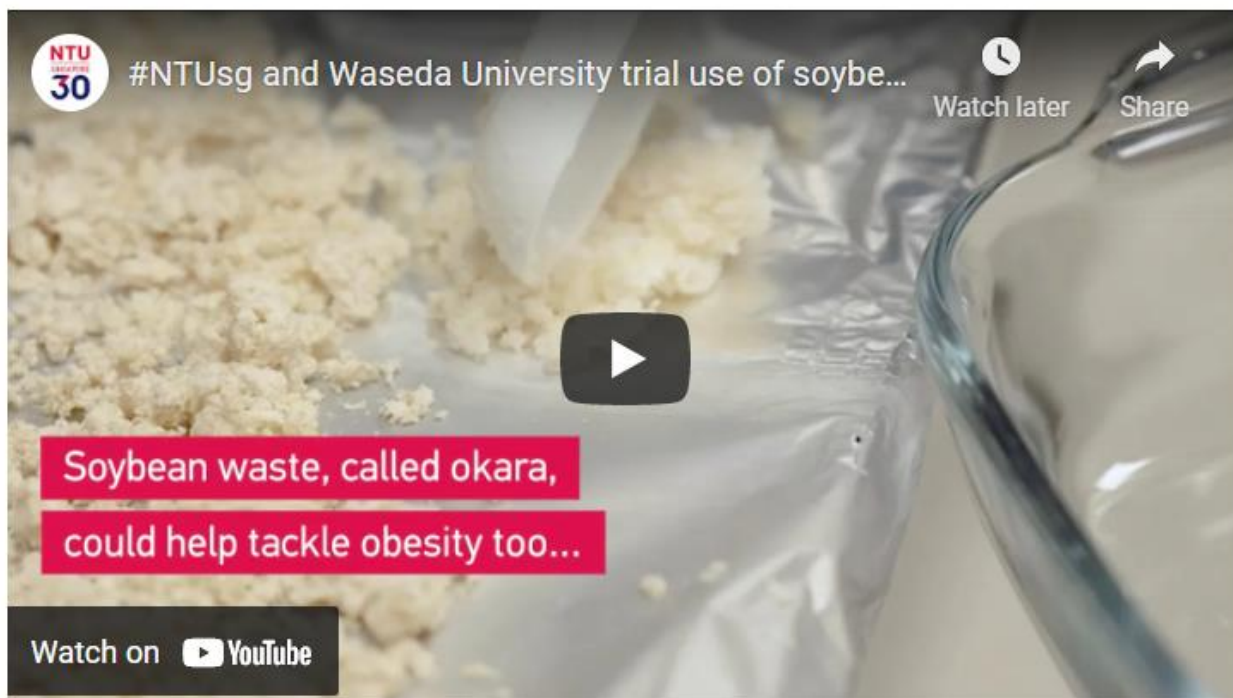 NTU
30
#NTUsg and Waseda University trial use of soybe...
Watch later
Share
Soybean waste, called okara,
could help tackle obesity too...
Watch on YouTube